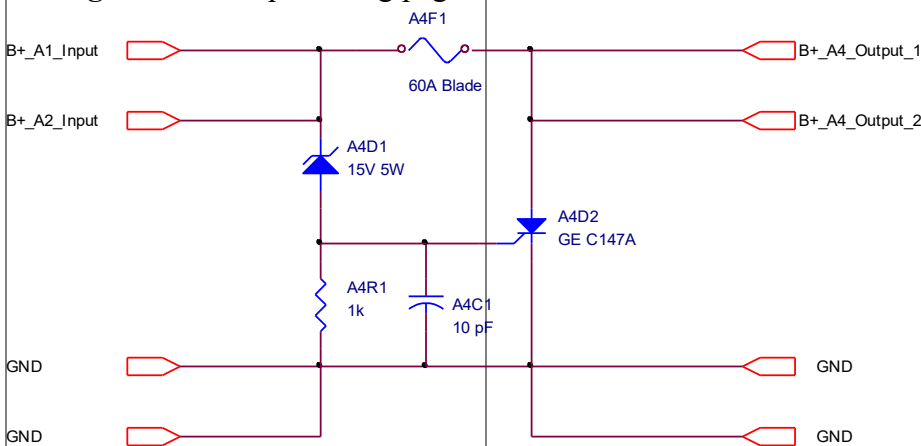 A4F1
B+_A1_Input
B+_A4_Output_1
60A Blade
B+_A2_Input
B+_A4_Output_2
A4D1
15V 5W
A4D2
GE C147A
A4R1
1k
A4C1
10 pF
GND
GND
GND
GND